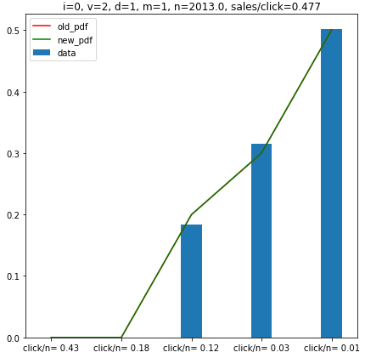 i=0, v=2, d=1, m=1, n=2013.0, sales/click=0.477
old_pdf
new_pdf
data
0.5
0.4
0.3
0.2
0.1
0.0
click/n= 0.43 click/n= 0.18 click/n= 0.12 click/n= 0.03 click/n= 0.01